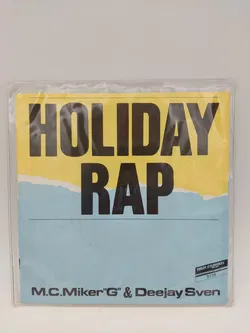 HOLIDAY
RAP
M.C.Miker "G" & Deejay Sven